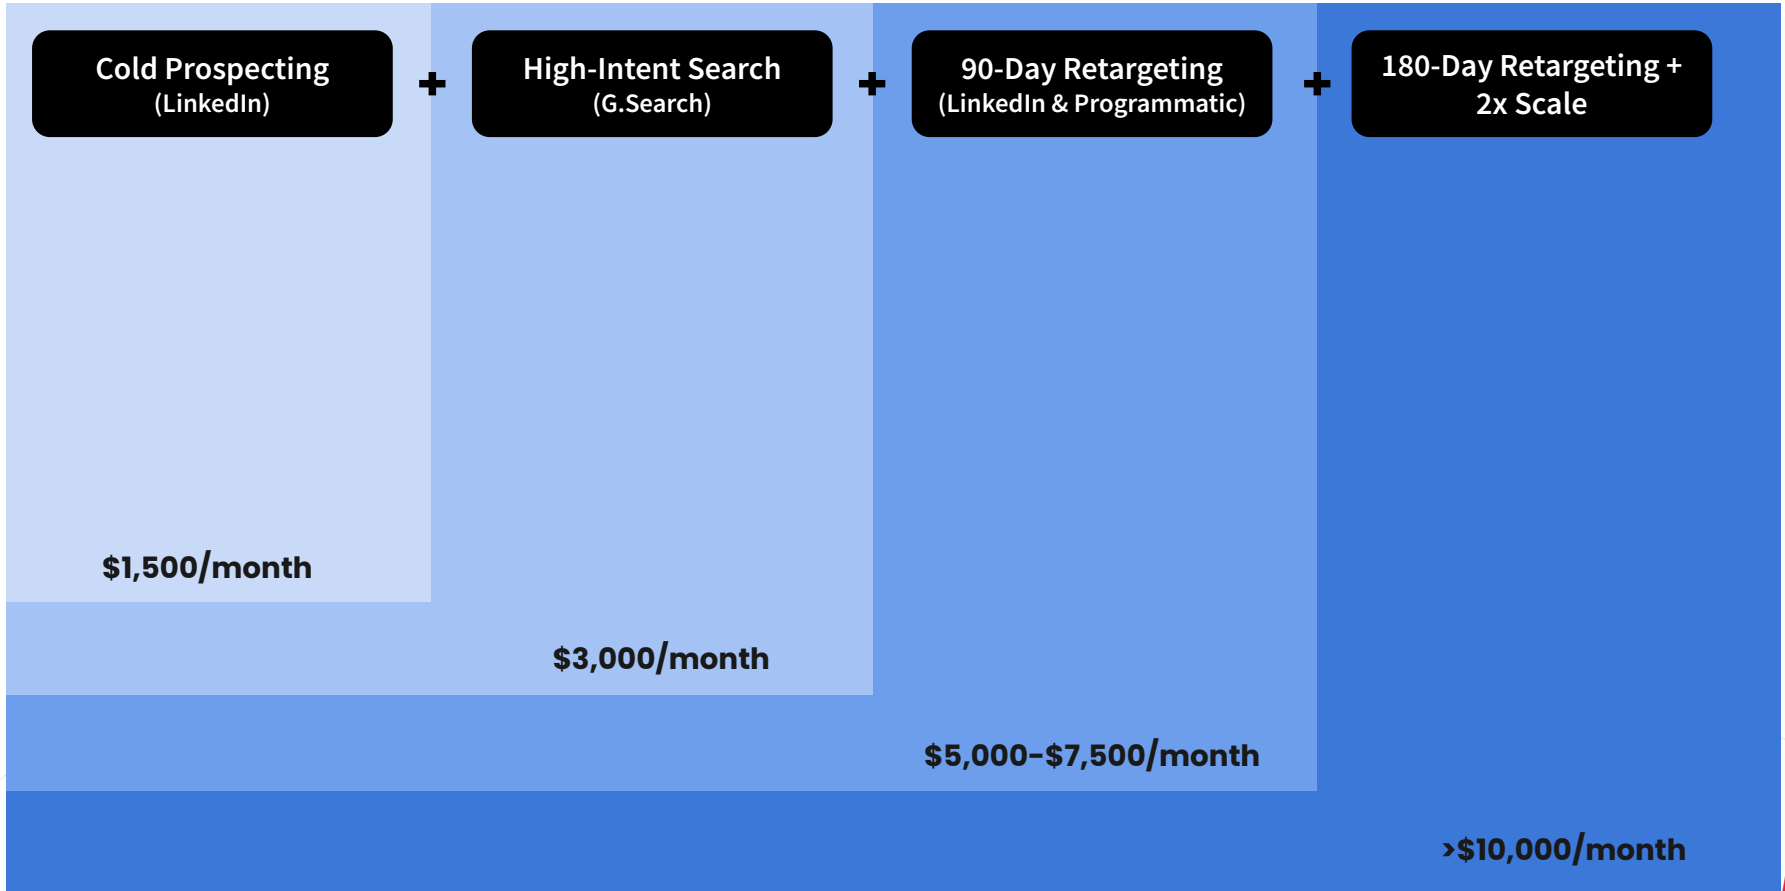 Cold Prospecting
(LinkedIn)
+
High-Intent Search
(G.Search)
+
90-Day Retargeting
(LinkedIn & Programmatic)
+
180-Day Retargeting +
2x Scale
$1,500/month
$3,000/month
$5,000-$7,500/month
>$10,000/month